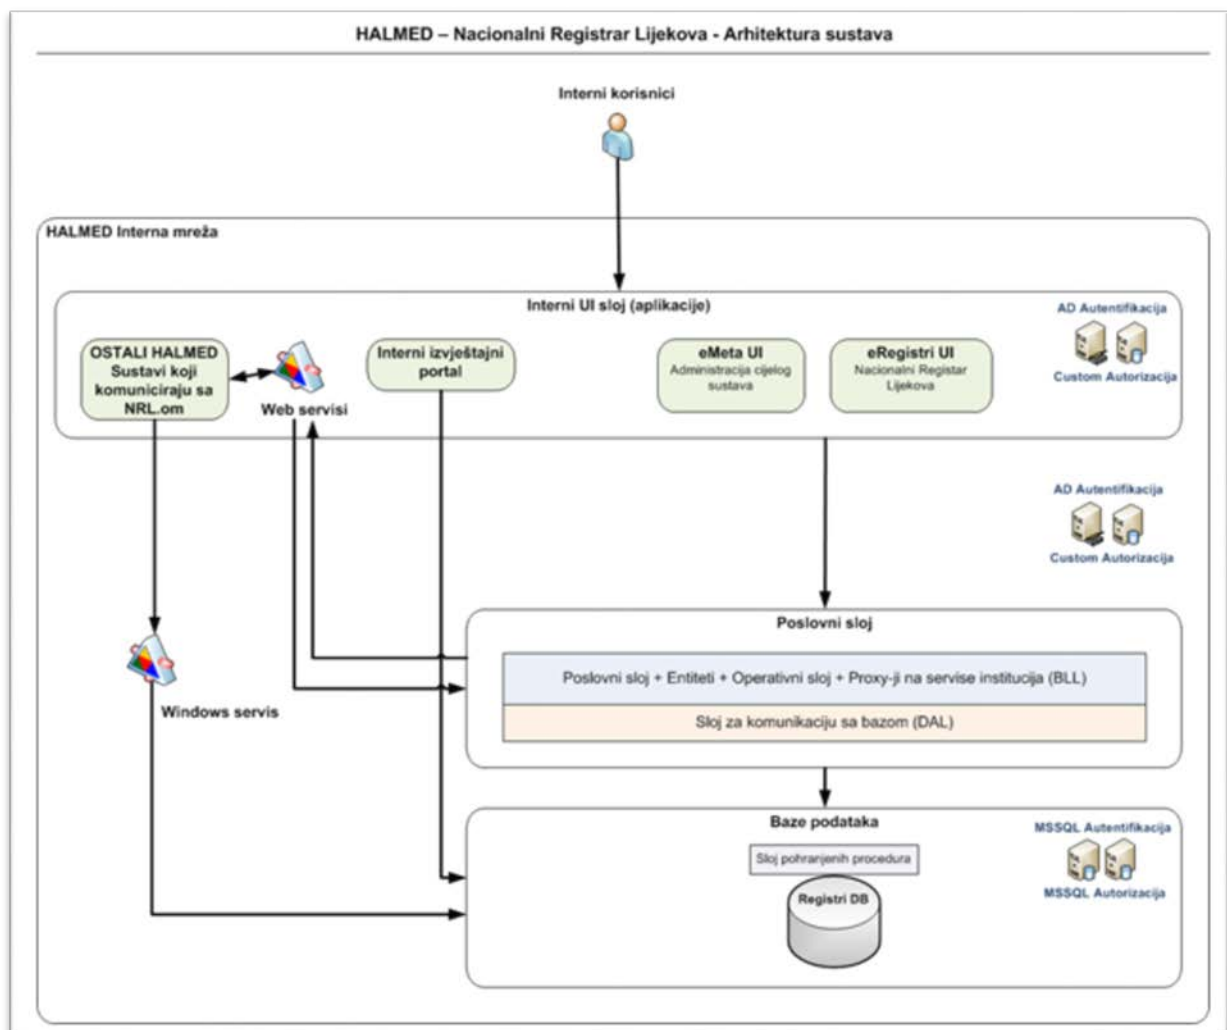 HALMED – Nacionalni Registrar Lijekova - Arhitektura sustava
Interni korisnici
HALMED Interna mreža
Interni UI sloj (aplikacije)
AD Autentifikacija
Custom Autorizacija
OSTALI HALMED
Sustavi koji
komuniciraju sa
NRL.om
Web servisi
Interni izvještajni
portal
eMeta UI
Administracija cijelog
sustava
eRegistri UI
Nacionalni Registar
Lijekova
AD Autentifikacija
Custom Autorizacija
Poslovni sloj
Poslovni sloj + Entiteti + Operativni sloj + Proxy-ji na servise institucija (BLL)
Sloj za komunikaciju sa bazom (DAL)
Windows servis
Baze podataka
Sloj pohranjenih procedura
Registri DB
MSSQL Autentifikacija
MSSQL Autorizacija